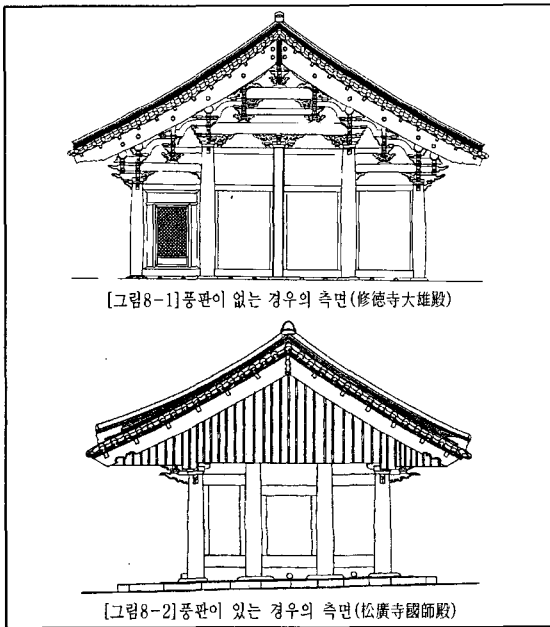 [그림8-1]풍판이 없는 경우의 측면(修德寺大雄殿)
[그림8-2]풍판이 있는 경우의 측면(松廣寺國師殿)